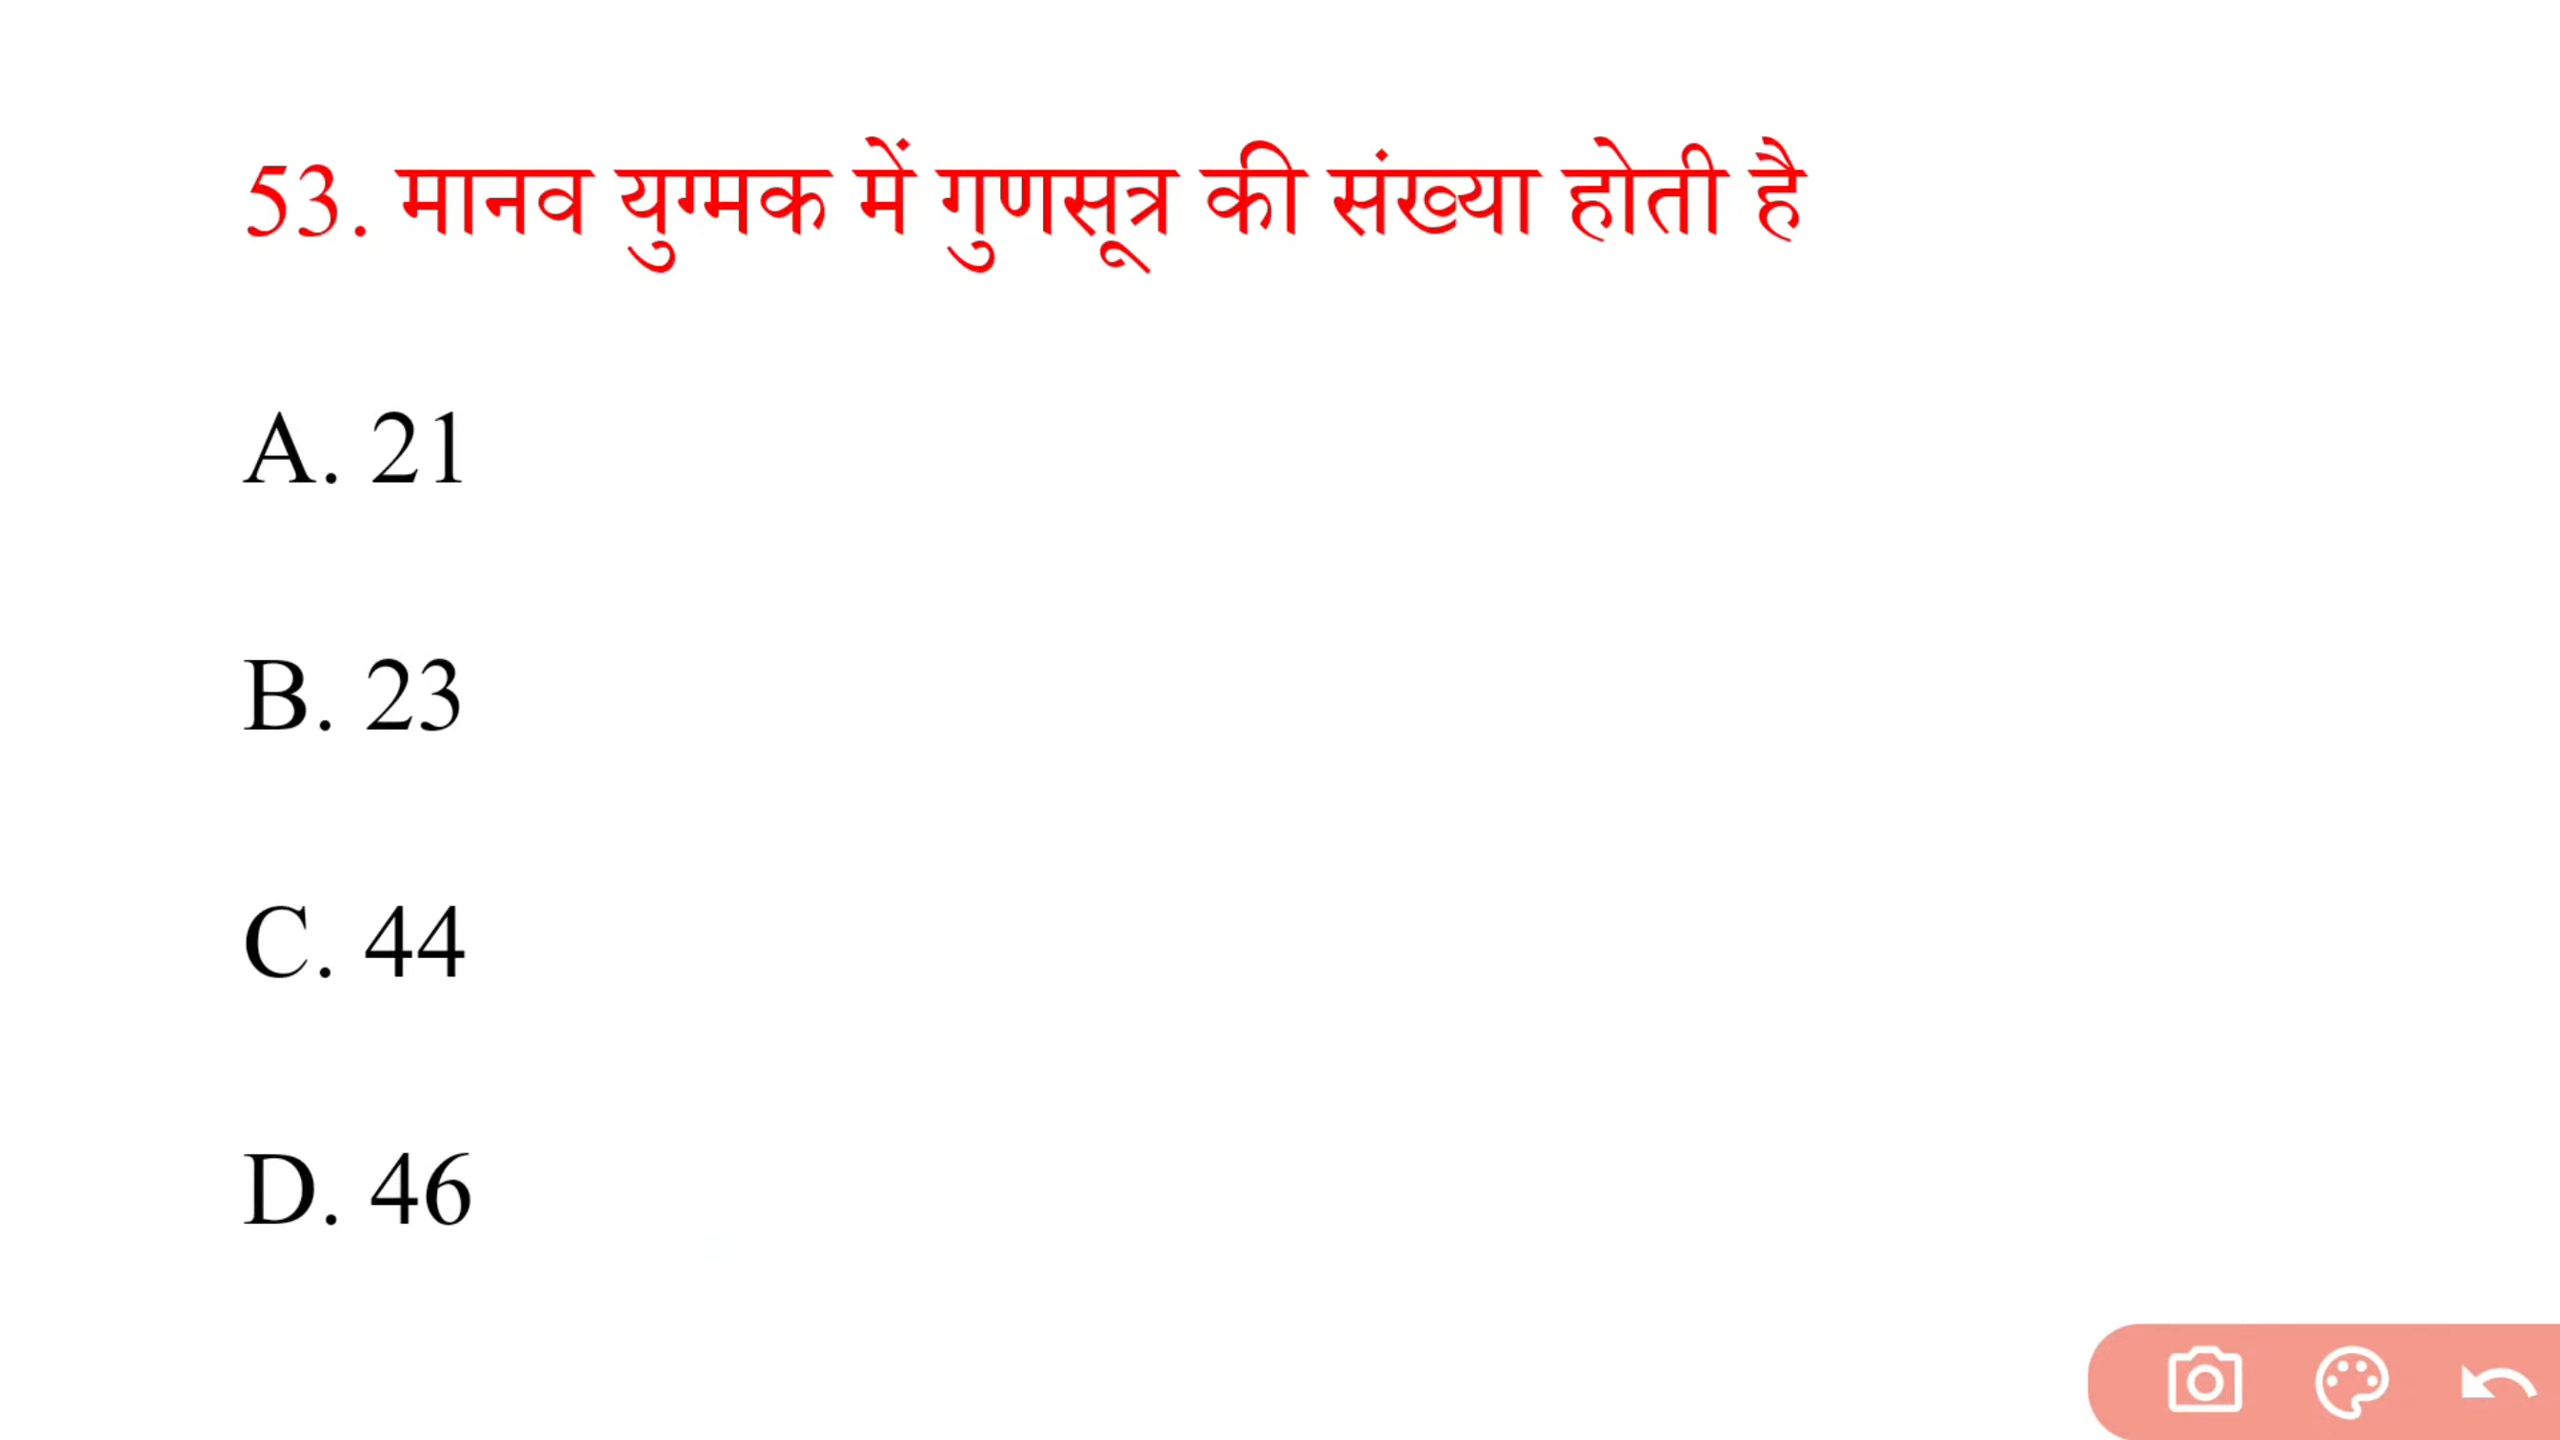 53. मानव युग्मक में गुणसूत्र की संख्या होती है
A. 21
B. 23
C. 44
D. 46